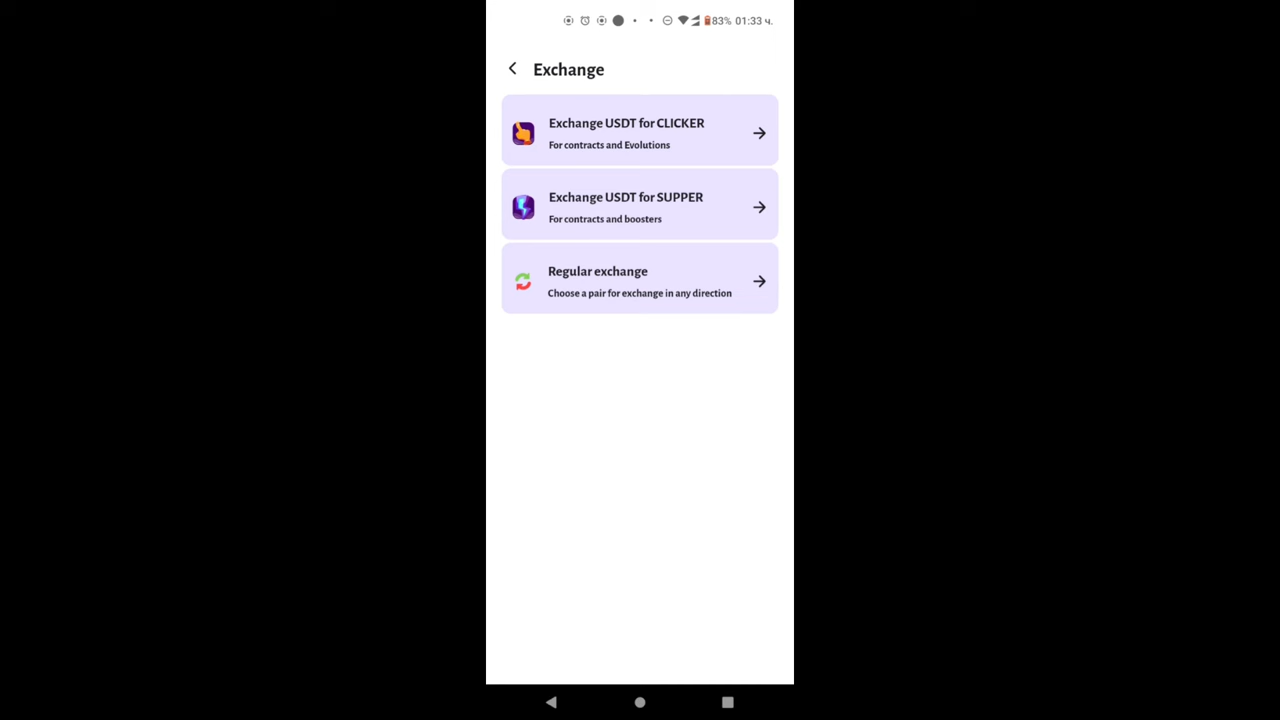 83% 01:33 ч.
Exchange
Exchange USDT for CLICKER
For contracts and Evolutions
Exchange USDT for SUPPER
For contracts and boosters
Regular exchange
Choose a pair for exchange in any direction